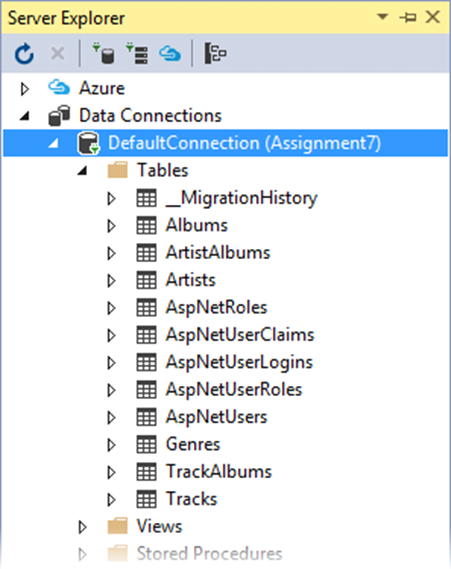 Server Explorer
Azure
Data Connections
DefaultConnection (Assignment7)
Tables
__MigrationHistory
Albums
ArtistAlbums
Artists
AspNetRoles
AspNetUserClaims
AspNetUserLogins
AspNetUserRoles
AspNetUsers
Genres
TrackAlbums
Tracks
Views
Stored Procedures